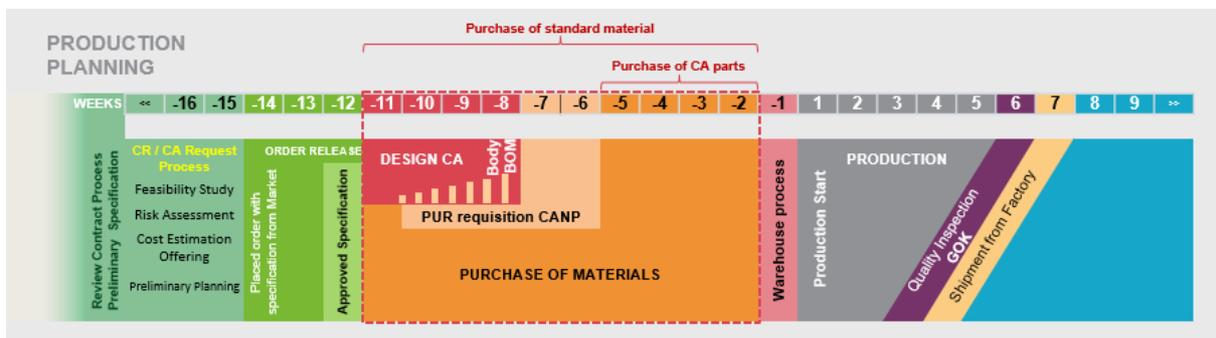 Purchase of standard material
PRODUCTION
PLANNING
Purchase of CA parts
WEEKS << -16 -15 -14 -13 -12 -11 -10 -9 -8 -7 -6 -5 -4 -3 -2 -1 1 2 3 4 5 6 7 8 9 >>
Review Contract Process
Preliminary Specification
CR / CA Request
Process
Feasibility Study
Risk Assessment
Cost Estimation
Offering
Preliminary Planning
ORDER RELEASE
Placed order with
specification from Market
Approved Specification
DESIGN CA
Body
BOM
PUR requisition CANP
PURCHASE OF MATERIALS
Warehouse process
PRODUCTION
Production Start
Quality Inspection
GOK
Shipment from Factory